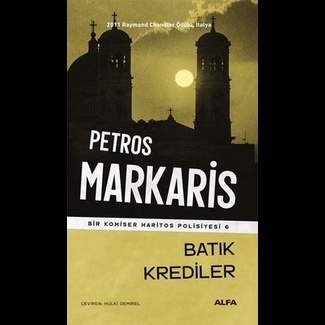 2011 Raymond Chandler Ödülü, İtalya
PETROS
MARKARİS
BİR KOMİSER HARİTOS POLİSİYESİ 6
BATIK
KREDİLER
ÇEVİREN: HULKİ DEMİREL
ALFA